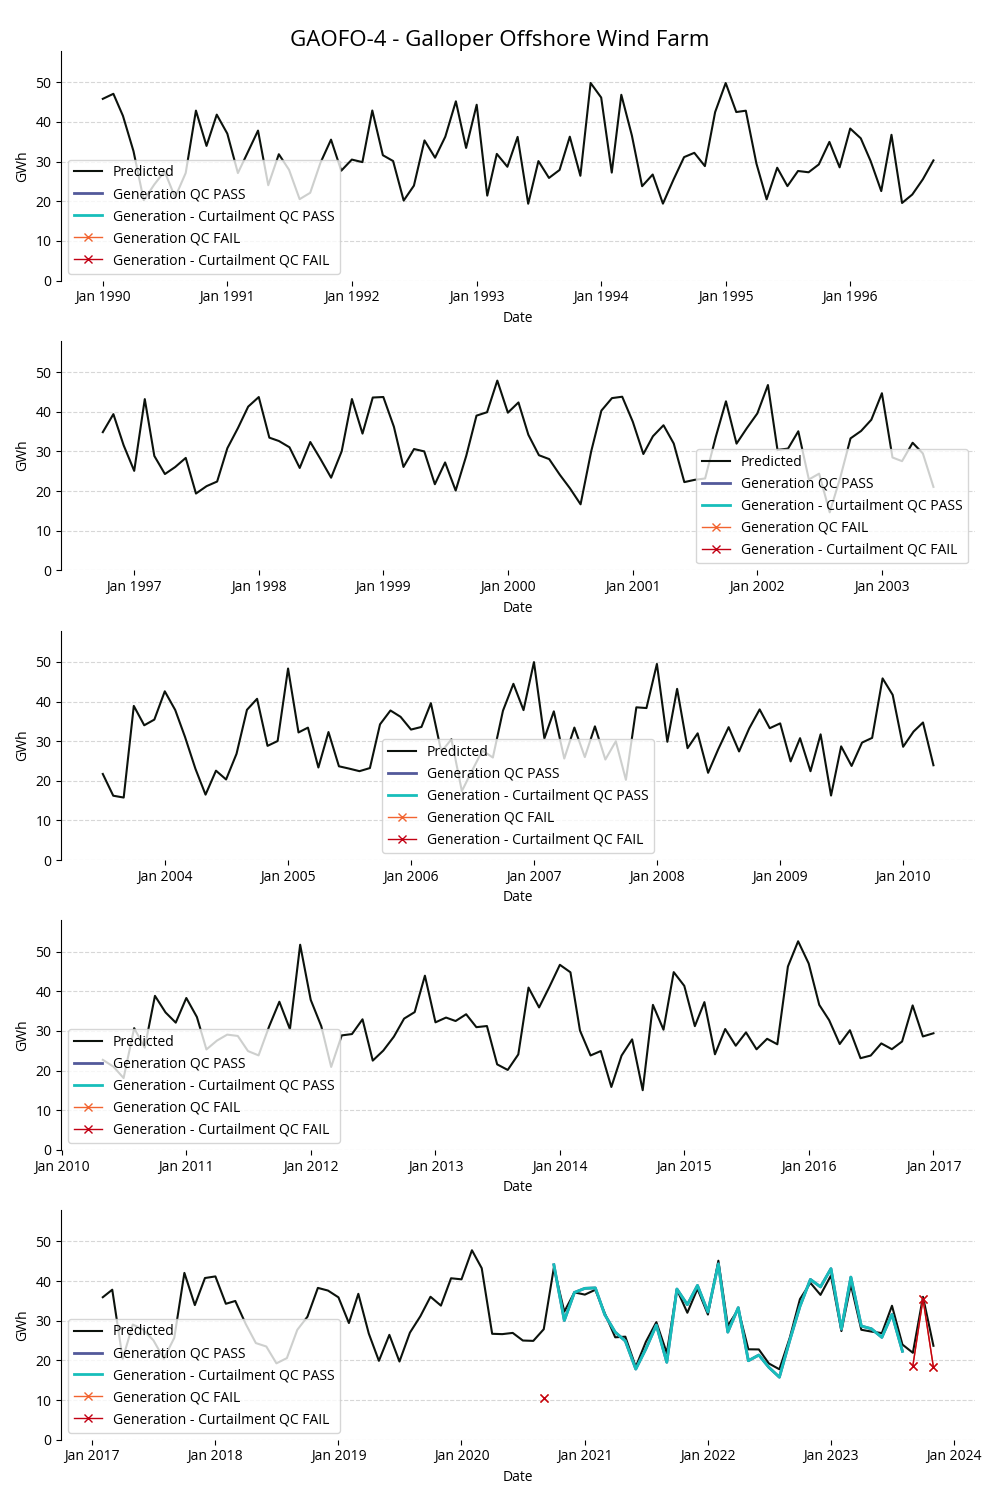 GAOFO-4 - Galloper Offshore Wind Farm
50
40
30
20
10
0
GWh
Predicted
Generation QC PASS
Generation - Curtailment QC PASS
Generation QC FAIL
Generation - Curtailment QC FAIL
Jan 1990 Jan 1991 Jan 1992 Jan 1993 Jan 1994 Jan 1995 Jan 1996
Date
50
40
30
20
10
0
GWh
Predicted
Generation QC PASS
Generation - Curtailment QC PASS
Generation QC FAIL
Generation - Curtailment QC FAIL
Jan 1997 Jan 1998 Jan 1999 Jan 2000 Jan 2001 Jan 2002 Jan 2003
Date
50
40
30
20
10
0
GWh
Predicted
Generation QC PASS
Generation - Curtailment QC PASS
Generation QC FAIL
Generation - Curtailment QC FAIL
Jan 2004 Jan 2005 Jan 2006 Jan 2007 Jan 2008 Jan 2009 Jan 2010
Date
50
40
30
20
10
0
GWh
Predicted
Generation QC PASS
Generation - Curtailment QC PASS
Generation QC FAIL
Generation - Curtailment QC FAIL
Jan 2010 Jan 2011 Jan 2012 Jan 2013 Jan 2014 Jan 2015 Jan 2016 Jan 2017
Date
50
40
30
20
10
0
GWh
Predicted
Generation QC PASS
Generation - Curtailment QC PASS
Generation QC FAIL
Generation - Curtailment QC FAIL
Jan 2017 Jan 2018 Jan 2019 Jan 2020 Jan 2021 Jan 2022 Jan 2023 Jan 2024
Date